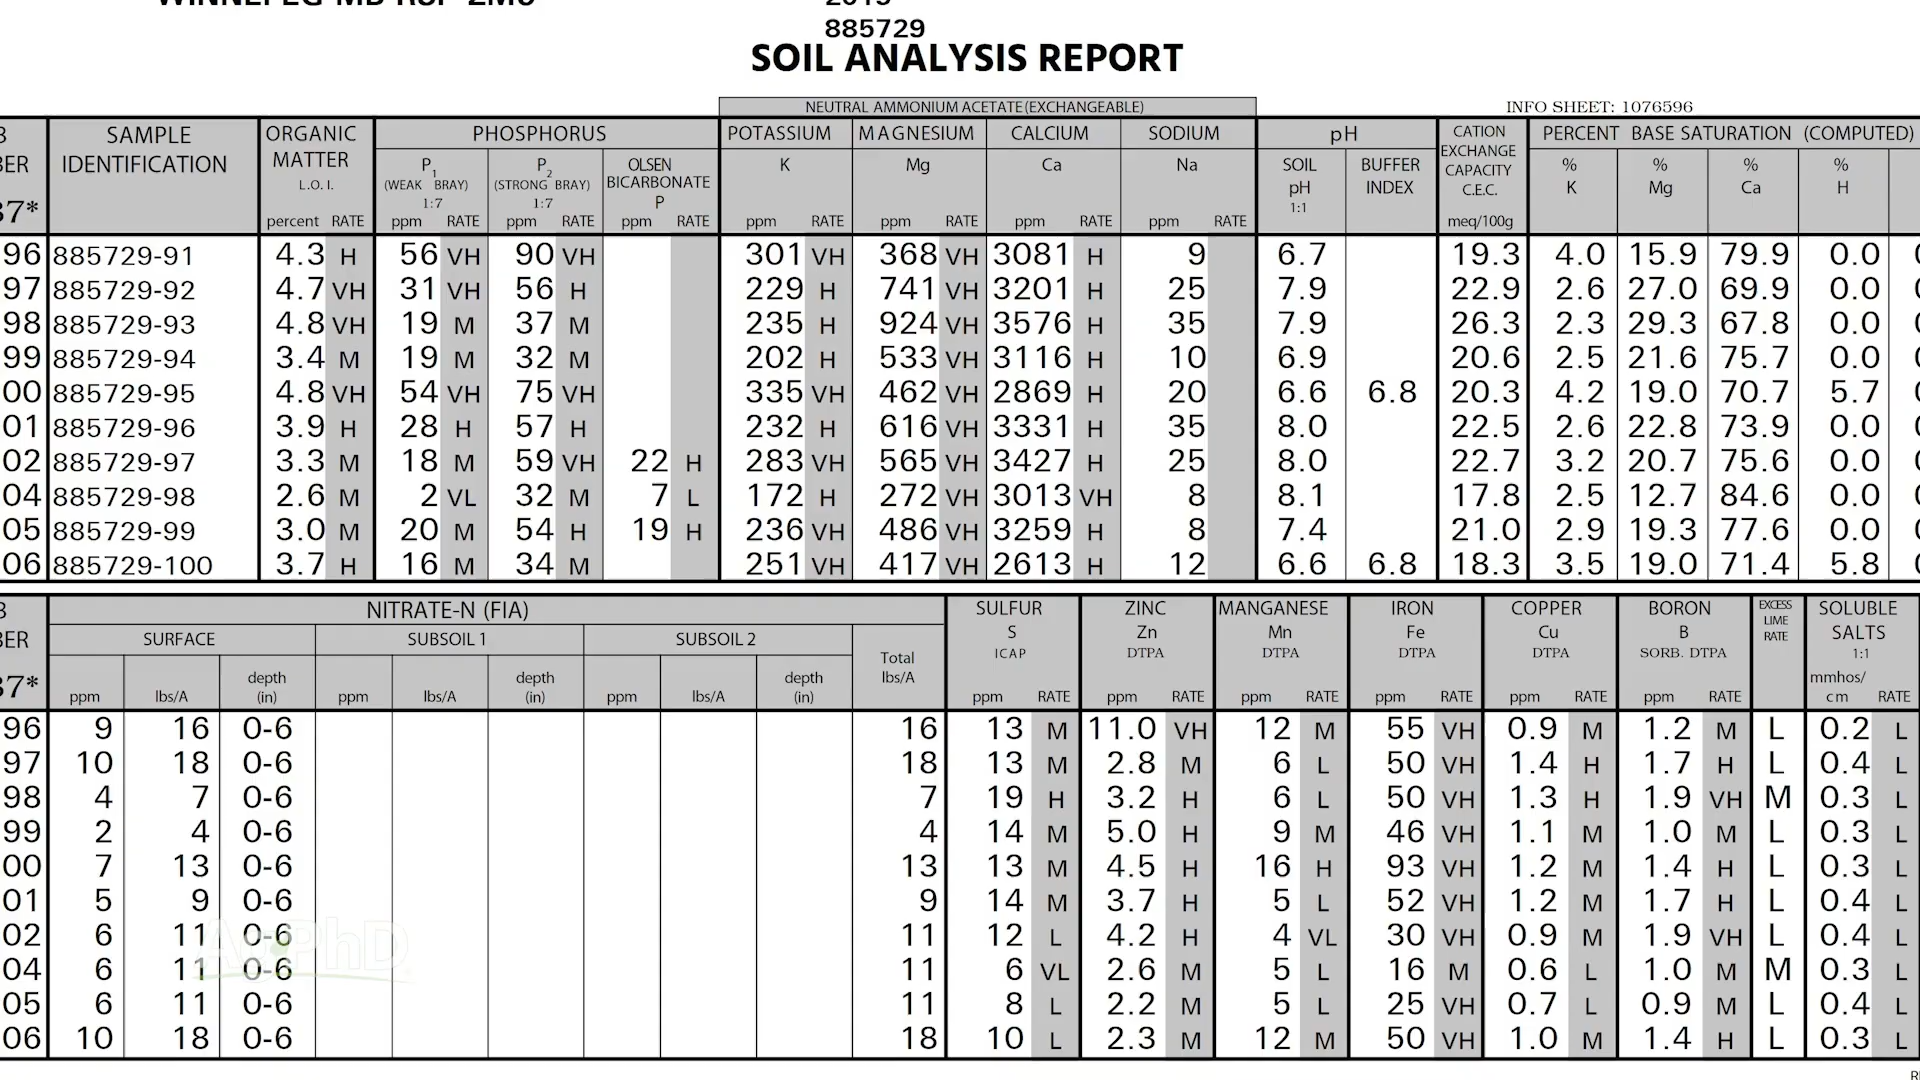 885729
SOIL ANALYSIS REPORT
NEUTRAL AMMONIUM ACETATE (EXCHANGEABLE)
INFO SHEET: 1076596
SAMPLE IDENTIFICATION ORGANIC MATTER PHOSPHORUS POTASSIUM MAGNESIUM CALCIUM SODIUM pH CATION EXCHANGE CAPACITY C.E.C. PERCENT BASE SATURATION (COMPUTED)
L.O.I. P1 (WEAK BRAY) 1:7 P2 (STRONG BRAY) 1:7 OLSEN BICARBONATE P K Mg Ca Na SOIL pH 1:1 BUFFER INDEX % K % Mg % Ca % H
37* percent RATE ppm RATE ppm RATE ppm RATE ppm RATE ppm RATE ppm RATE ppm RATE meq/100g
96 885729-91 4.3 H 56 VH 90 VH 301 VH 368 VH 3081 H 9 6.7 19.3 4.0 15.9 79.9 0.0
97 885729-92 4.7 VH 31 VH 56 H 229 H 741 VH 3201 H 25 7.9 22.9 2.6 27.0 69.9 0.0
98 885729-93 4.8 VH 19 M 37 M 235 H 924 VH 3576 H 35 7.9 26.3 2.3 29.3 67.8 0.0
99 885729-94 3.4 M 19 M 32 M 202 H 533 VH 3116 H 10 6.9 20.6 2.5 21.6 75.7 0.0
00 885729-95 4.8 VH 54 VH 75 VH 335 VH 462 VH 2869 H 20 6.6 6.8 20.3 4.2 19.0 70.7 5.7
01 885729-96 3.9 H 28 H 57 H 232 H 616 VH 3331 H 35 8.0 22.5 2.6 22.8 73.9 0.0
02 885729-97 3.3 M 18 M 59 VH 22 H 283 VH 565 VH 3427 H 25 8.0 22.7 3.2 20.7 75.6 0.0
04 885729-98 2.6 M 2 VL 32 M 7 L 172 H 272 VH 3013 VH 8 8.1 17.8 2.5 12.7 84.6 0.0
05 885729-99 3.0 M 20 M 54 H 19 H 236 VH 486 VH 3259 H 8 7.4 21.0 2.9 19.3 77.6 0.0
06 885729-100 3.7 H 16 M 34 M 251 VH 417 VH 2613 H 12 6.6 6.8 18.3 3.5 19.0 71.4 5.8
NITRATE-N (FIA) SULFUR ZINC MANGANESE IRON COPPER BORON EXCESS LIME RATE SOLUBLE SALTS
SURFACE SUBSOIL 1 SUBSOIL 2 Total lbs/A S ICAP Zn DTPA Mn DTPA Fe DTPA Cu DTPA B SORB. DTPA 1:1
37* ppm lbs/A depth (in) ppm lbs/A depth (in) ppm lbs/A depth (in) ppm RATE ppm RATE ppm RATE ppm RATE ppm RATE ppm RATE mmhos/cm RATE
96 9 16 0-6 16 13 M 11.0 VH 12 M 55 VH 0.9 M 1.2 M L 0.2 L
97 10 18 0-6 18 13 M 2.8 M 6 L 50 VH 1.4 H 1.7 H L 0.4 L
98 4 7 0-6 7 19 H 3.2 H 6 L 50 VH 1.3 H 1.9 VH M 0.3 L
99 2 4 0-6 4 14 M 5.0 H 9 M 46 VH 1.1 M 1.0 M L 0.3 L
00 7 13 0-6 13 13 M 4.5 H 16 H 93 VH 1.2 M 1.4 H L 0.3 L
01 5 9 0-6 9 14 M 3.7 H 5 L 52 VH 1.2 M 1.7 H L 0.4 L
02 6 11 0-6 11 12 L 4.2 H 4 VL 30 VH 0.9 M 1.9 VH L 0.4 L
04 6 11 0-6 11 6 VL 2.6 M 5 L 16 M 0.6 L 1.0 M M 0.3 L
05 6 11 0-6 11 8 L 2.2 M 5 L 25 VH 0.7 L 0.9 M L 0.4 L
06 10 18 0-6 18 10 L 2.3 M 12 M 50 VH 1.0 M 1.4 H L 0.3 L
AgPhD